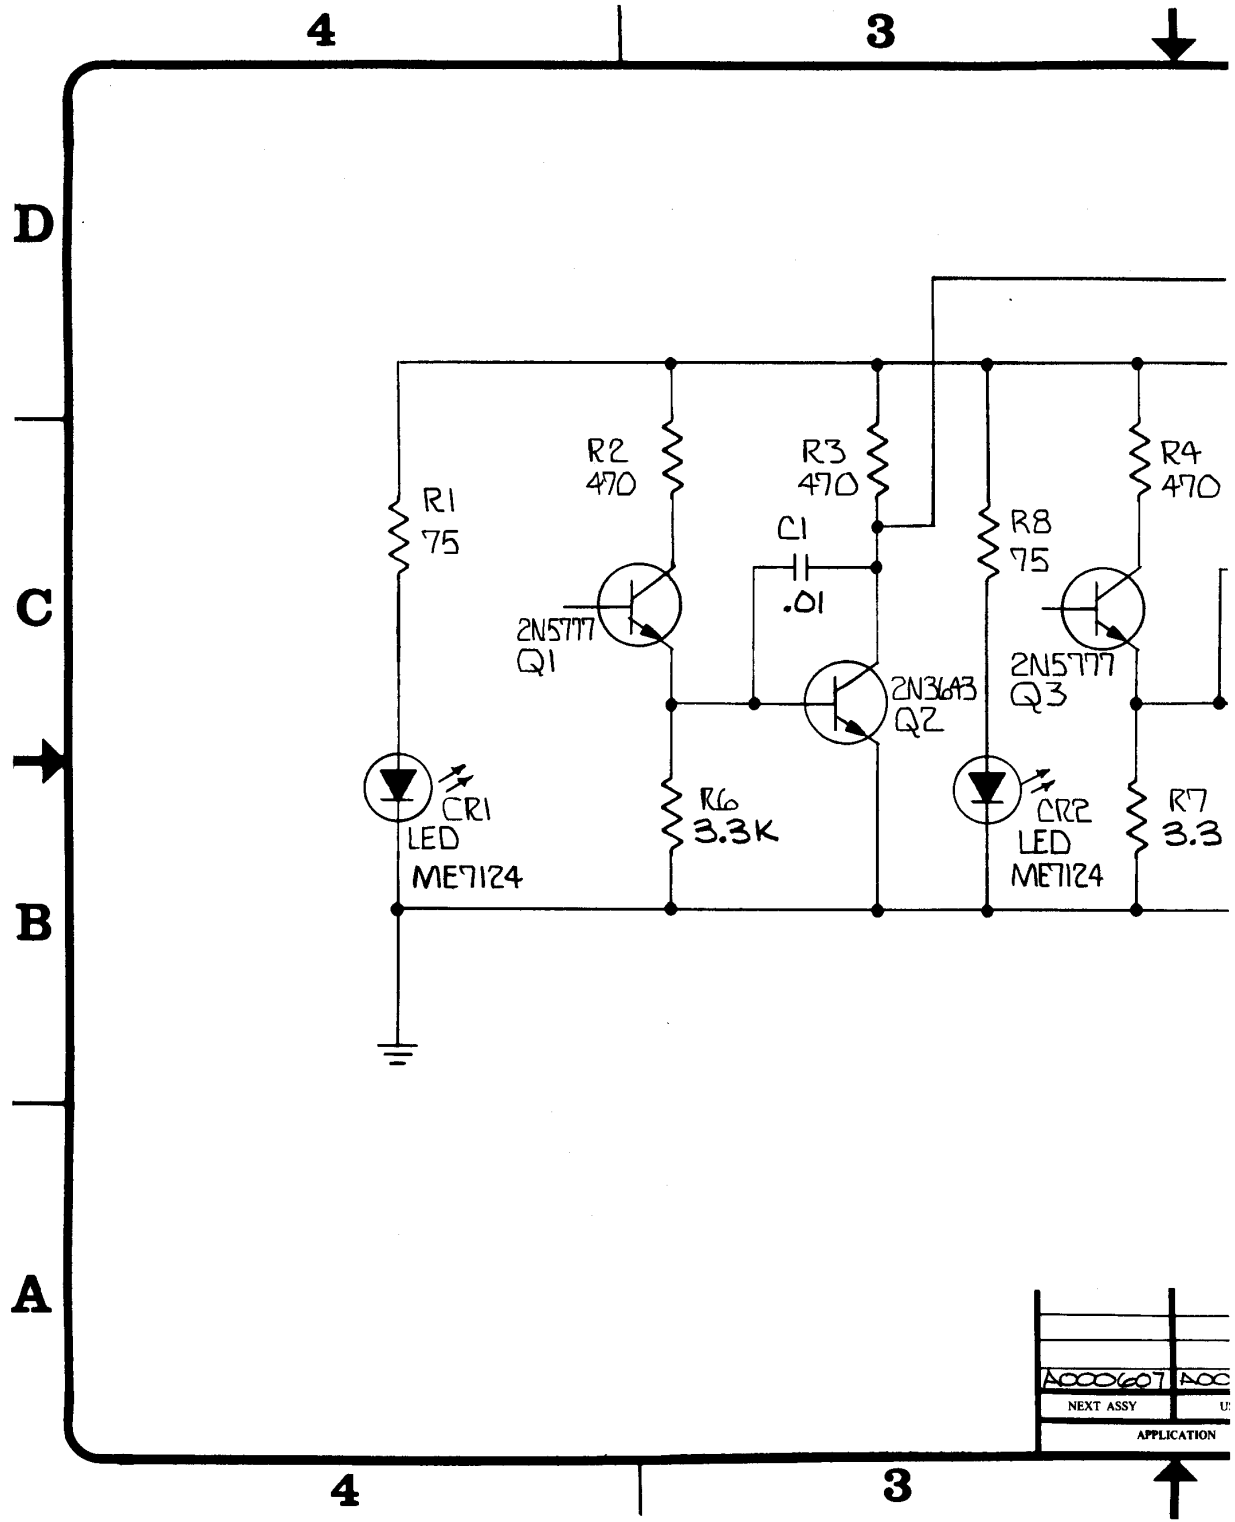 4
3
D
C
B
A
R1
75
R2
470
R3
470
R4
470
C1
.01
R8
75
2N5777
Q1
2N3643
Q2
2N5777
Q3
CR1
LED
ME7124
R6
3.3K
CR2
LED
ME7124
R7
3.3
A000607
A00
NEXT ASSY
U
APPLICATION
4
3